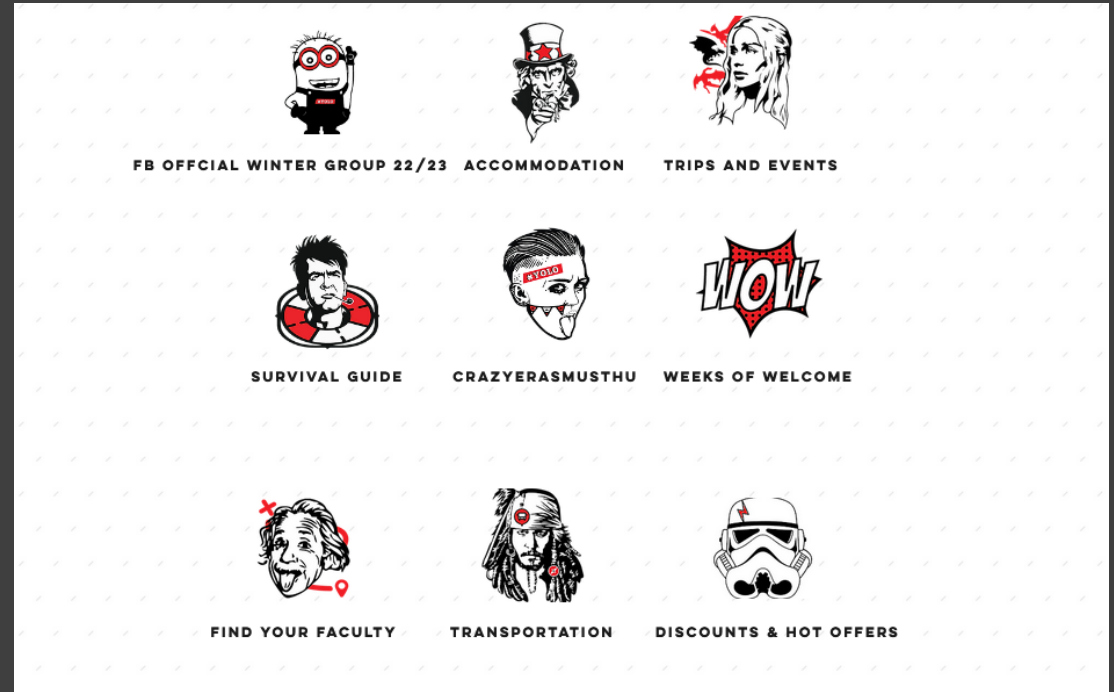 #YOLO
FB OFFCIAL WINTER GROUP 22/23
ACCOMMODATION
TRIPS AND EVENTS
#YOLO
WOW
SURVIVAL GUIDE
CRAZYERASMUSTHU
WEEKS OF WELCOME
FIND YOUR FACULTY
TRANSPORTATION
DISCOUNTS & HOT OFFERS